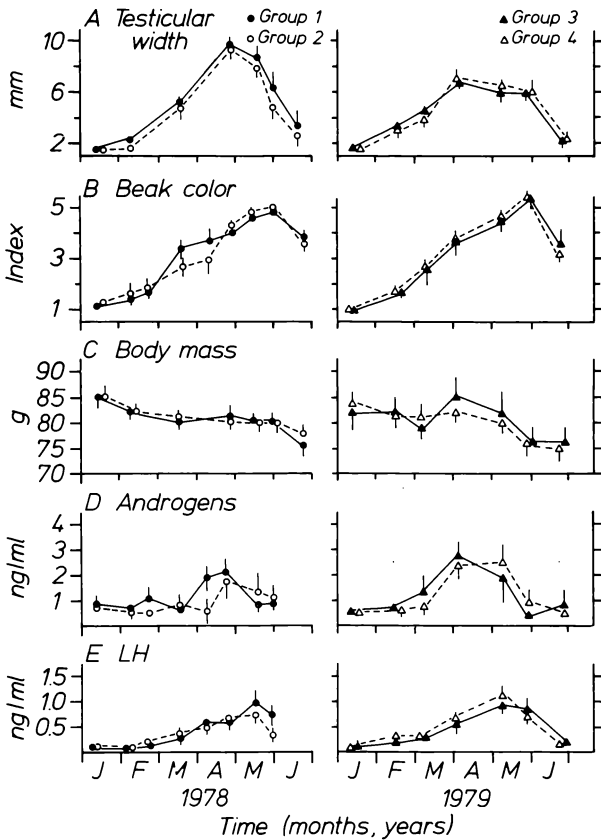 A Testicular width
● Group 1
○ Group 2
▲ Group 3
△ Group 4
mm
10
6
2
B Beak color
Index
5
3
1
C Body mass
g
90
85
80
75
70
D Androgens
ng/ml
4
3
2
1
E LH
ng/ml
1.5
1.0
0.5
J F M A M J
J F M A M J
1978
1979
Time (months, years)